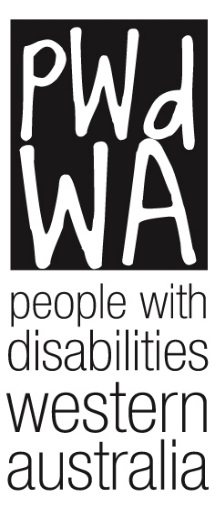 PWd
WA
people with
disabilities
western
australia